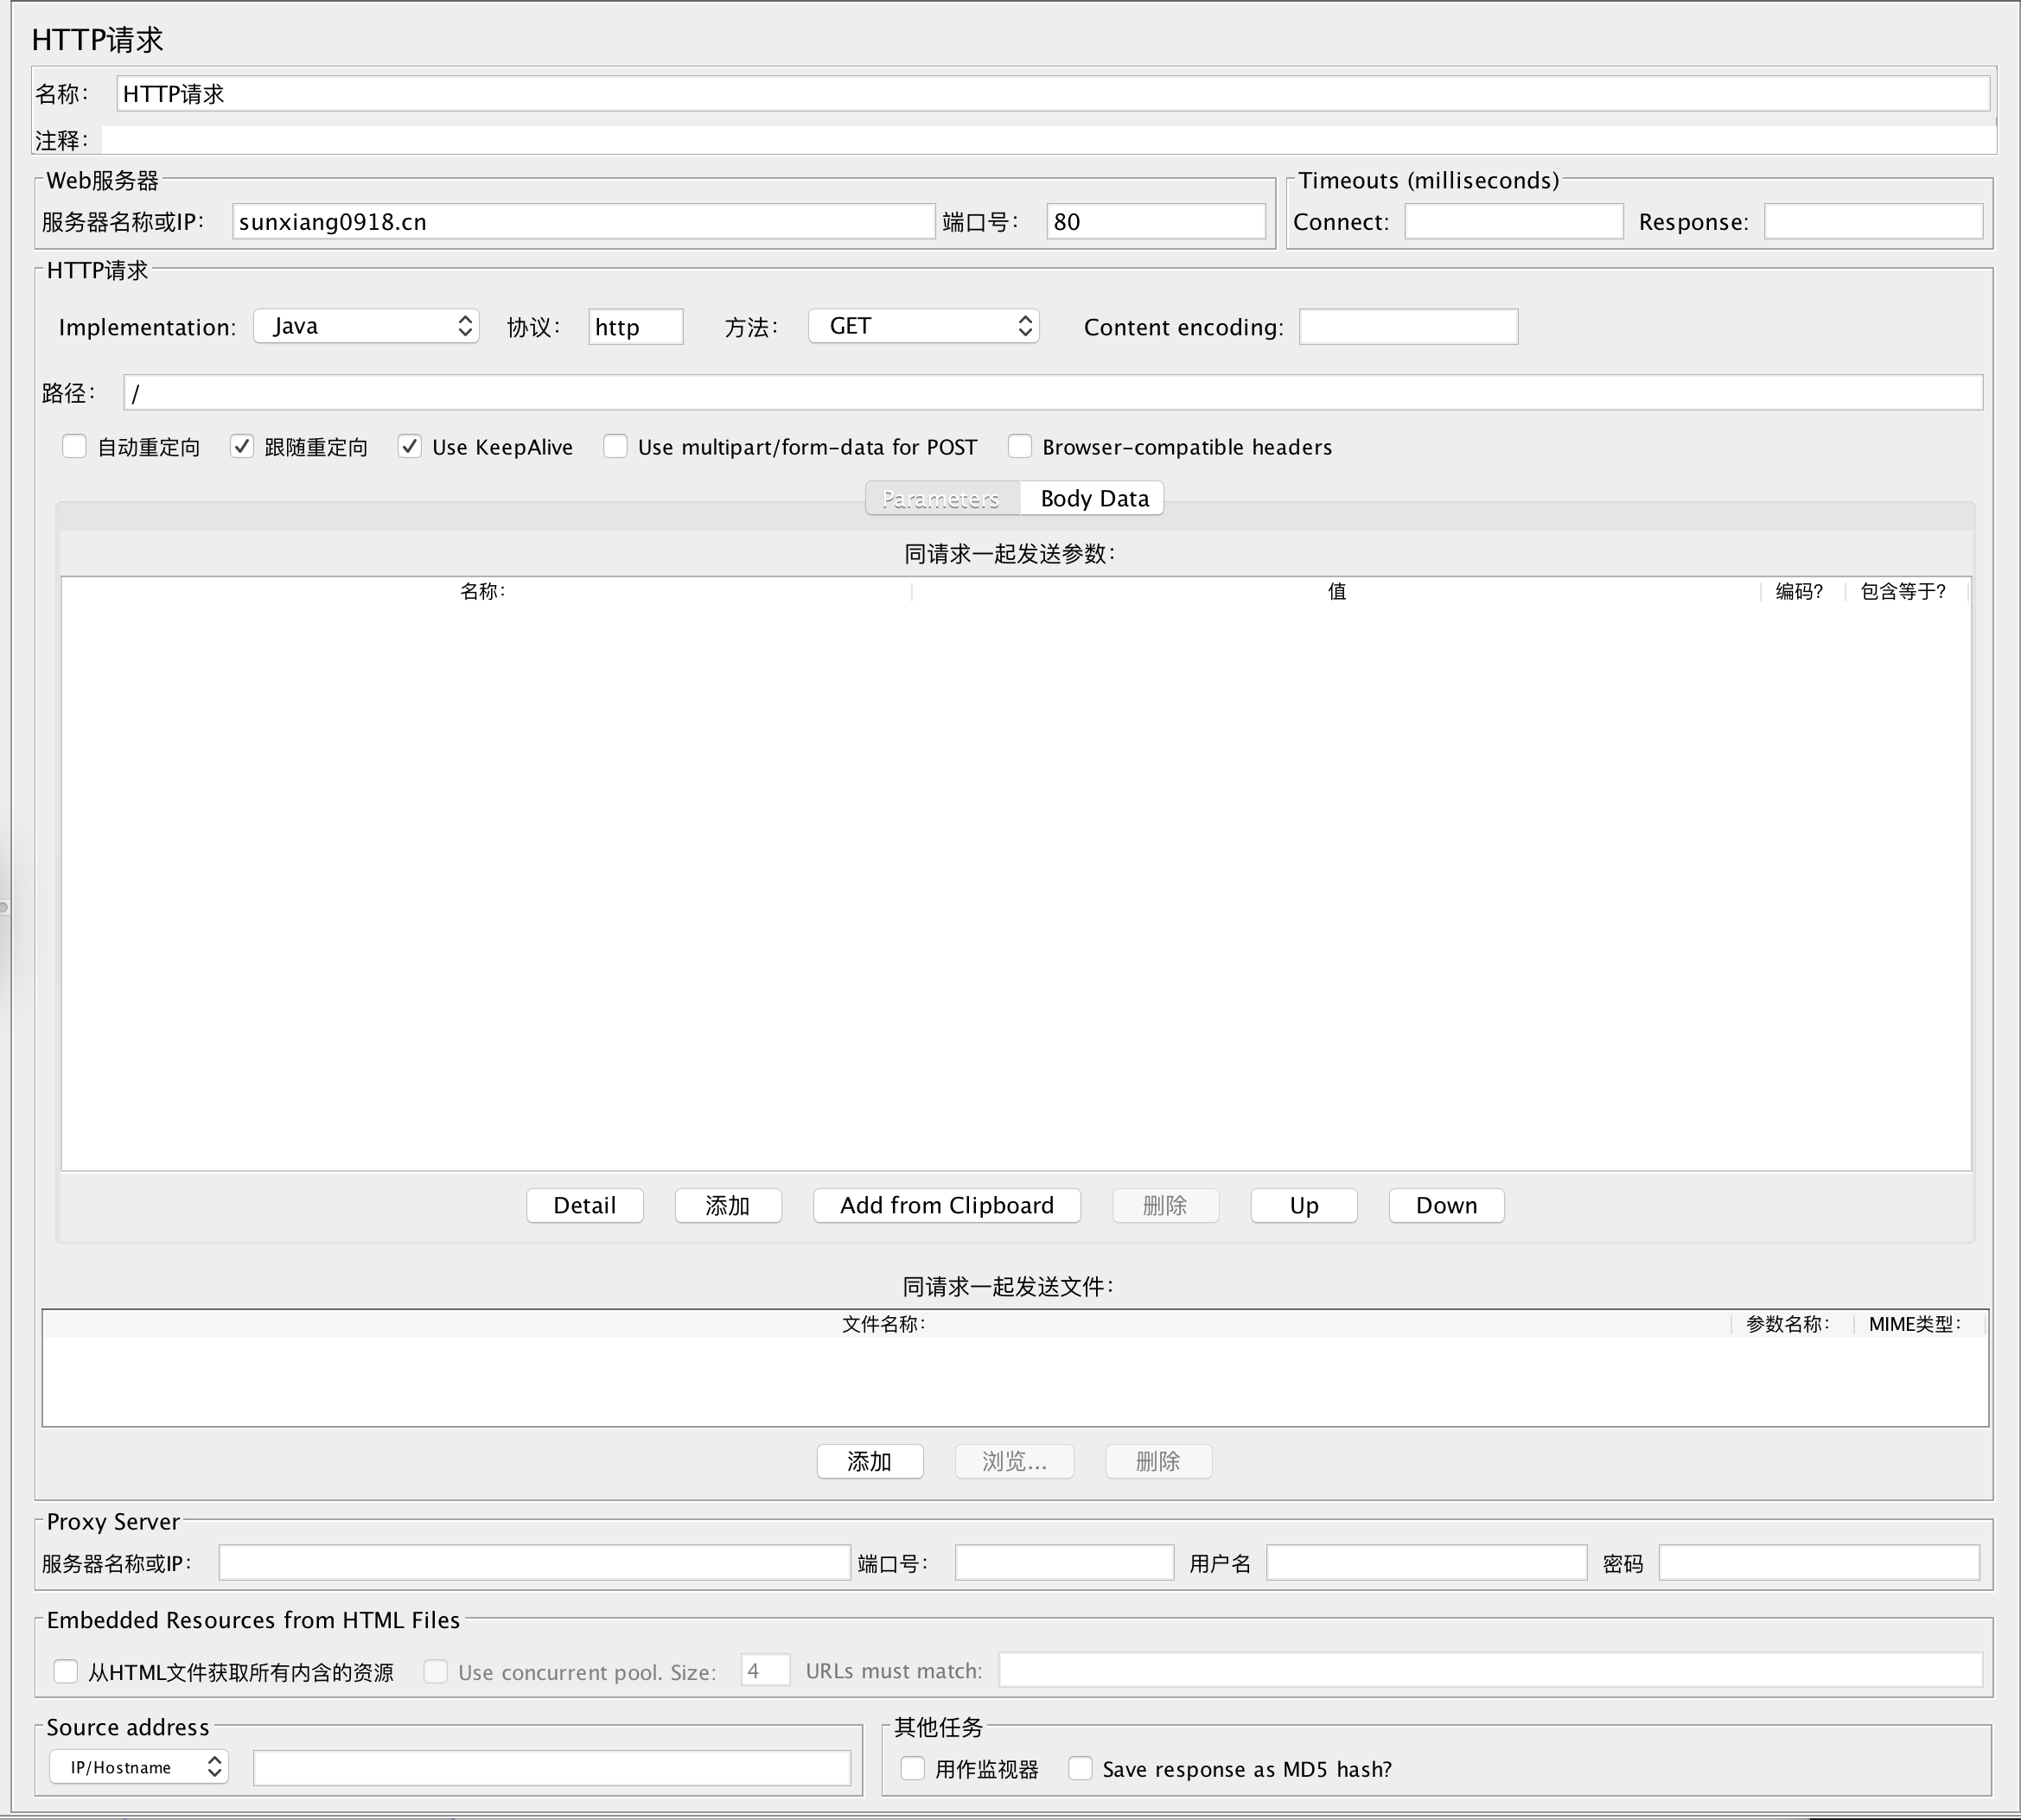 HTTP请求
名称： HTTP请求
注释：
Web服务器 Timeouts (milliseconds)
服务器名称或IP： sunxiang0918.cn 端口号： 80 Connect: Response:
HTTP请求
Implementation: Java 协议： http 方法： GET Content encoding:
路径： /
自动重定向 跟随重定向 Use KeepAlive Use multipart/form-data for POST Browser-compatible headers
Parameters Body Data
同请求一起发送参数：
名称： 值 编码? 包含等于?
Detail 添加 Add from Clipboard 删除 Up Down
同请求一起发送文件：
文件名称： 参数名称： MIME类型：
添加 浏览... 删除
Proxy Server
服务器名称或IP： 端口号： 用户名 密码
Embedded Resources from HTML Files
从HTML文件获取所有内含的资源 Use concurrent pool. Size: 4 URLs must match:
Source address 其他任务
IP/Hostname 用作监视器 Save response as MD5 hash?